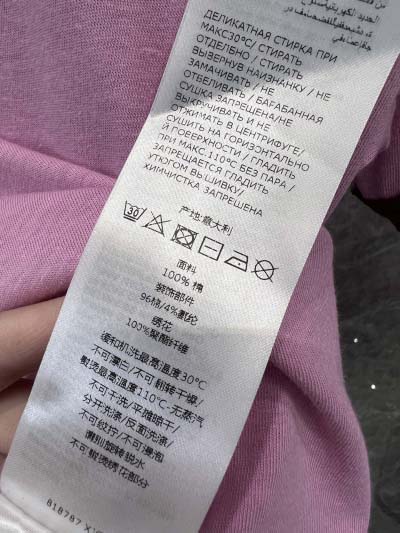 ДЕЛИКАТНАЯ СТИРКА ПРИ
МАКС30°С/ СТИРАТЬ
ОТДЕЛЬНО / СТИРАТЬ
ВЫВЕРНУВ НАИЗНАНКУ / НЕ
ЗАМАЧИВАТЬ / НЕ
ОТБЕЛИВАТЬ / БАРАБАННАЯ
СУШКА ЗАПРЕЩЕНА/НЕ
ВЫКРУЧИВАТЬ И НЕ
ОТЖИМАТЬ В ЦЕНТРИФУГЕ/
СУШИТЬ НА ГОРИЗОНТАЛЬНО
Й ПОВЕРХНОСТИ / ГЛАДИТЬ
ПРИ МАКС.110°С БЕЗ ПАРА /
ЗАПРЕЩАЕТСЯ ГЛАДИТЬ
УТЮГОМ ВЫШИВКУ/
ХИМЧИСТКА ЗАПРЕШЕНА
产地:意大利
30
面料
100% 棉
装饰部件
96棉/4%氨纶
绣花
100%聚酯纤维
缓和机洗最高温度30°C
不可漂白/不可翻转干燥/
熨烫最高温度110°C-无蒸汽
不可干洗/平摊晾干/
分开洗涤/反面洗涤/
不可绞拧/不可浸泡
不可熨烫绣花部分
818787